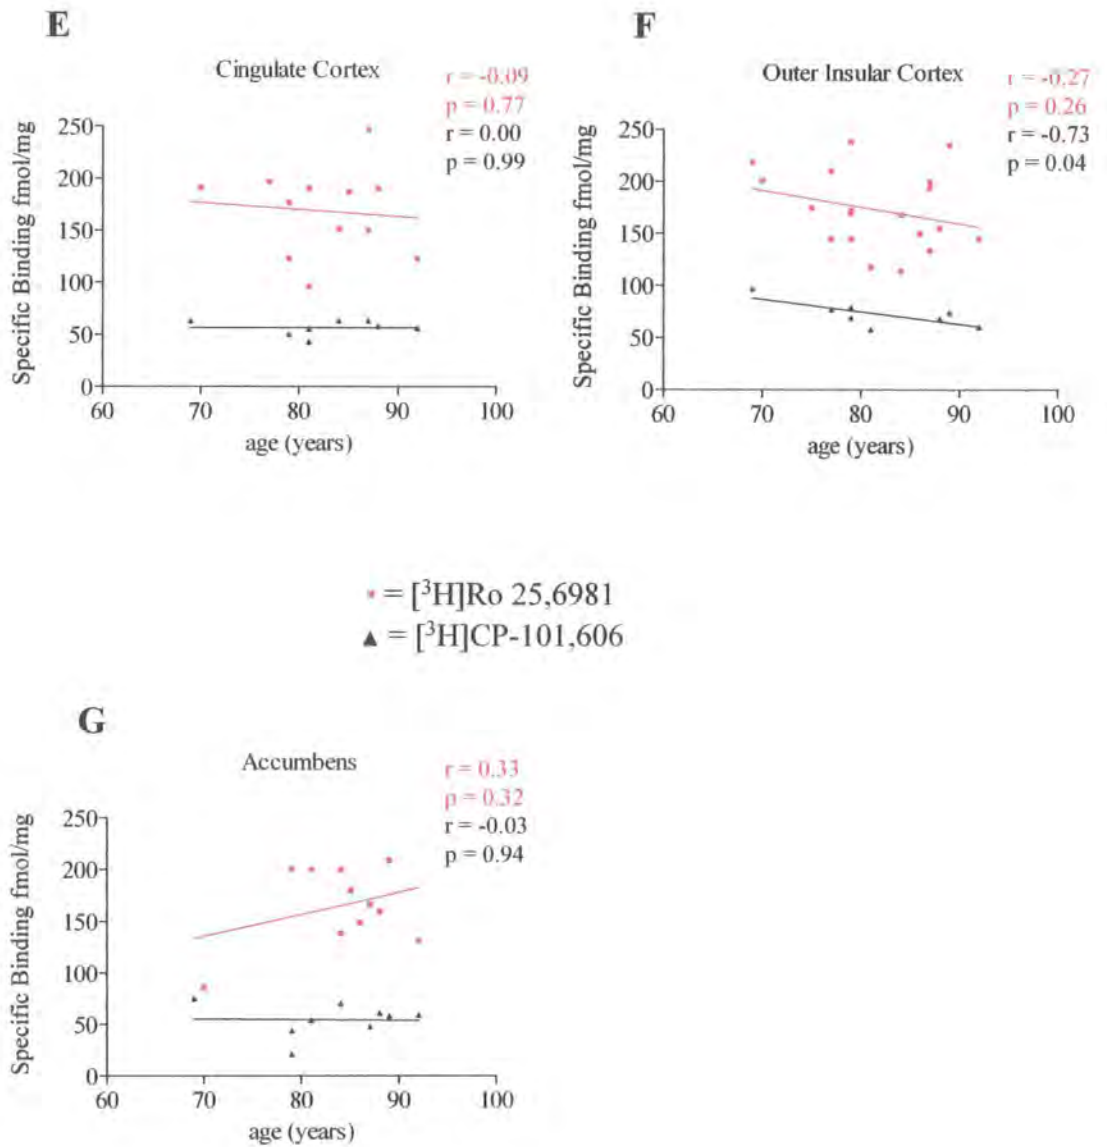 E
Cingulate Cortex
r = -0.09
p = 0.77
r = 0.00
p = 0.99
Specific Binding fmol/mg
250
200
150
100
50
0
60 70 80 90 100
age (years)
F
Outer Insular Cortex
r = -0.27
p = 0.26
r = -0.73
p = 0.04
Specific Binding fmol/mg
250
200
150
100
50
0
60 70 80 90 100
age (years)
= [³H]Ro 25,6981
▲ = [³H]CP-101,606
G
Accumbens
r = 0.33
p = 0.32
r = -0.03
p = 0.94
Specific Binding fmol/mg
250
200
150
100
50
0
60 70 80 90 100
age (years)